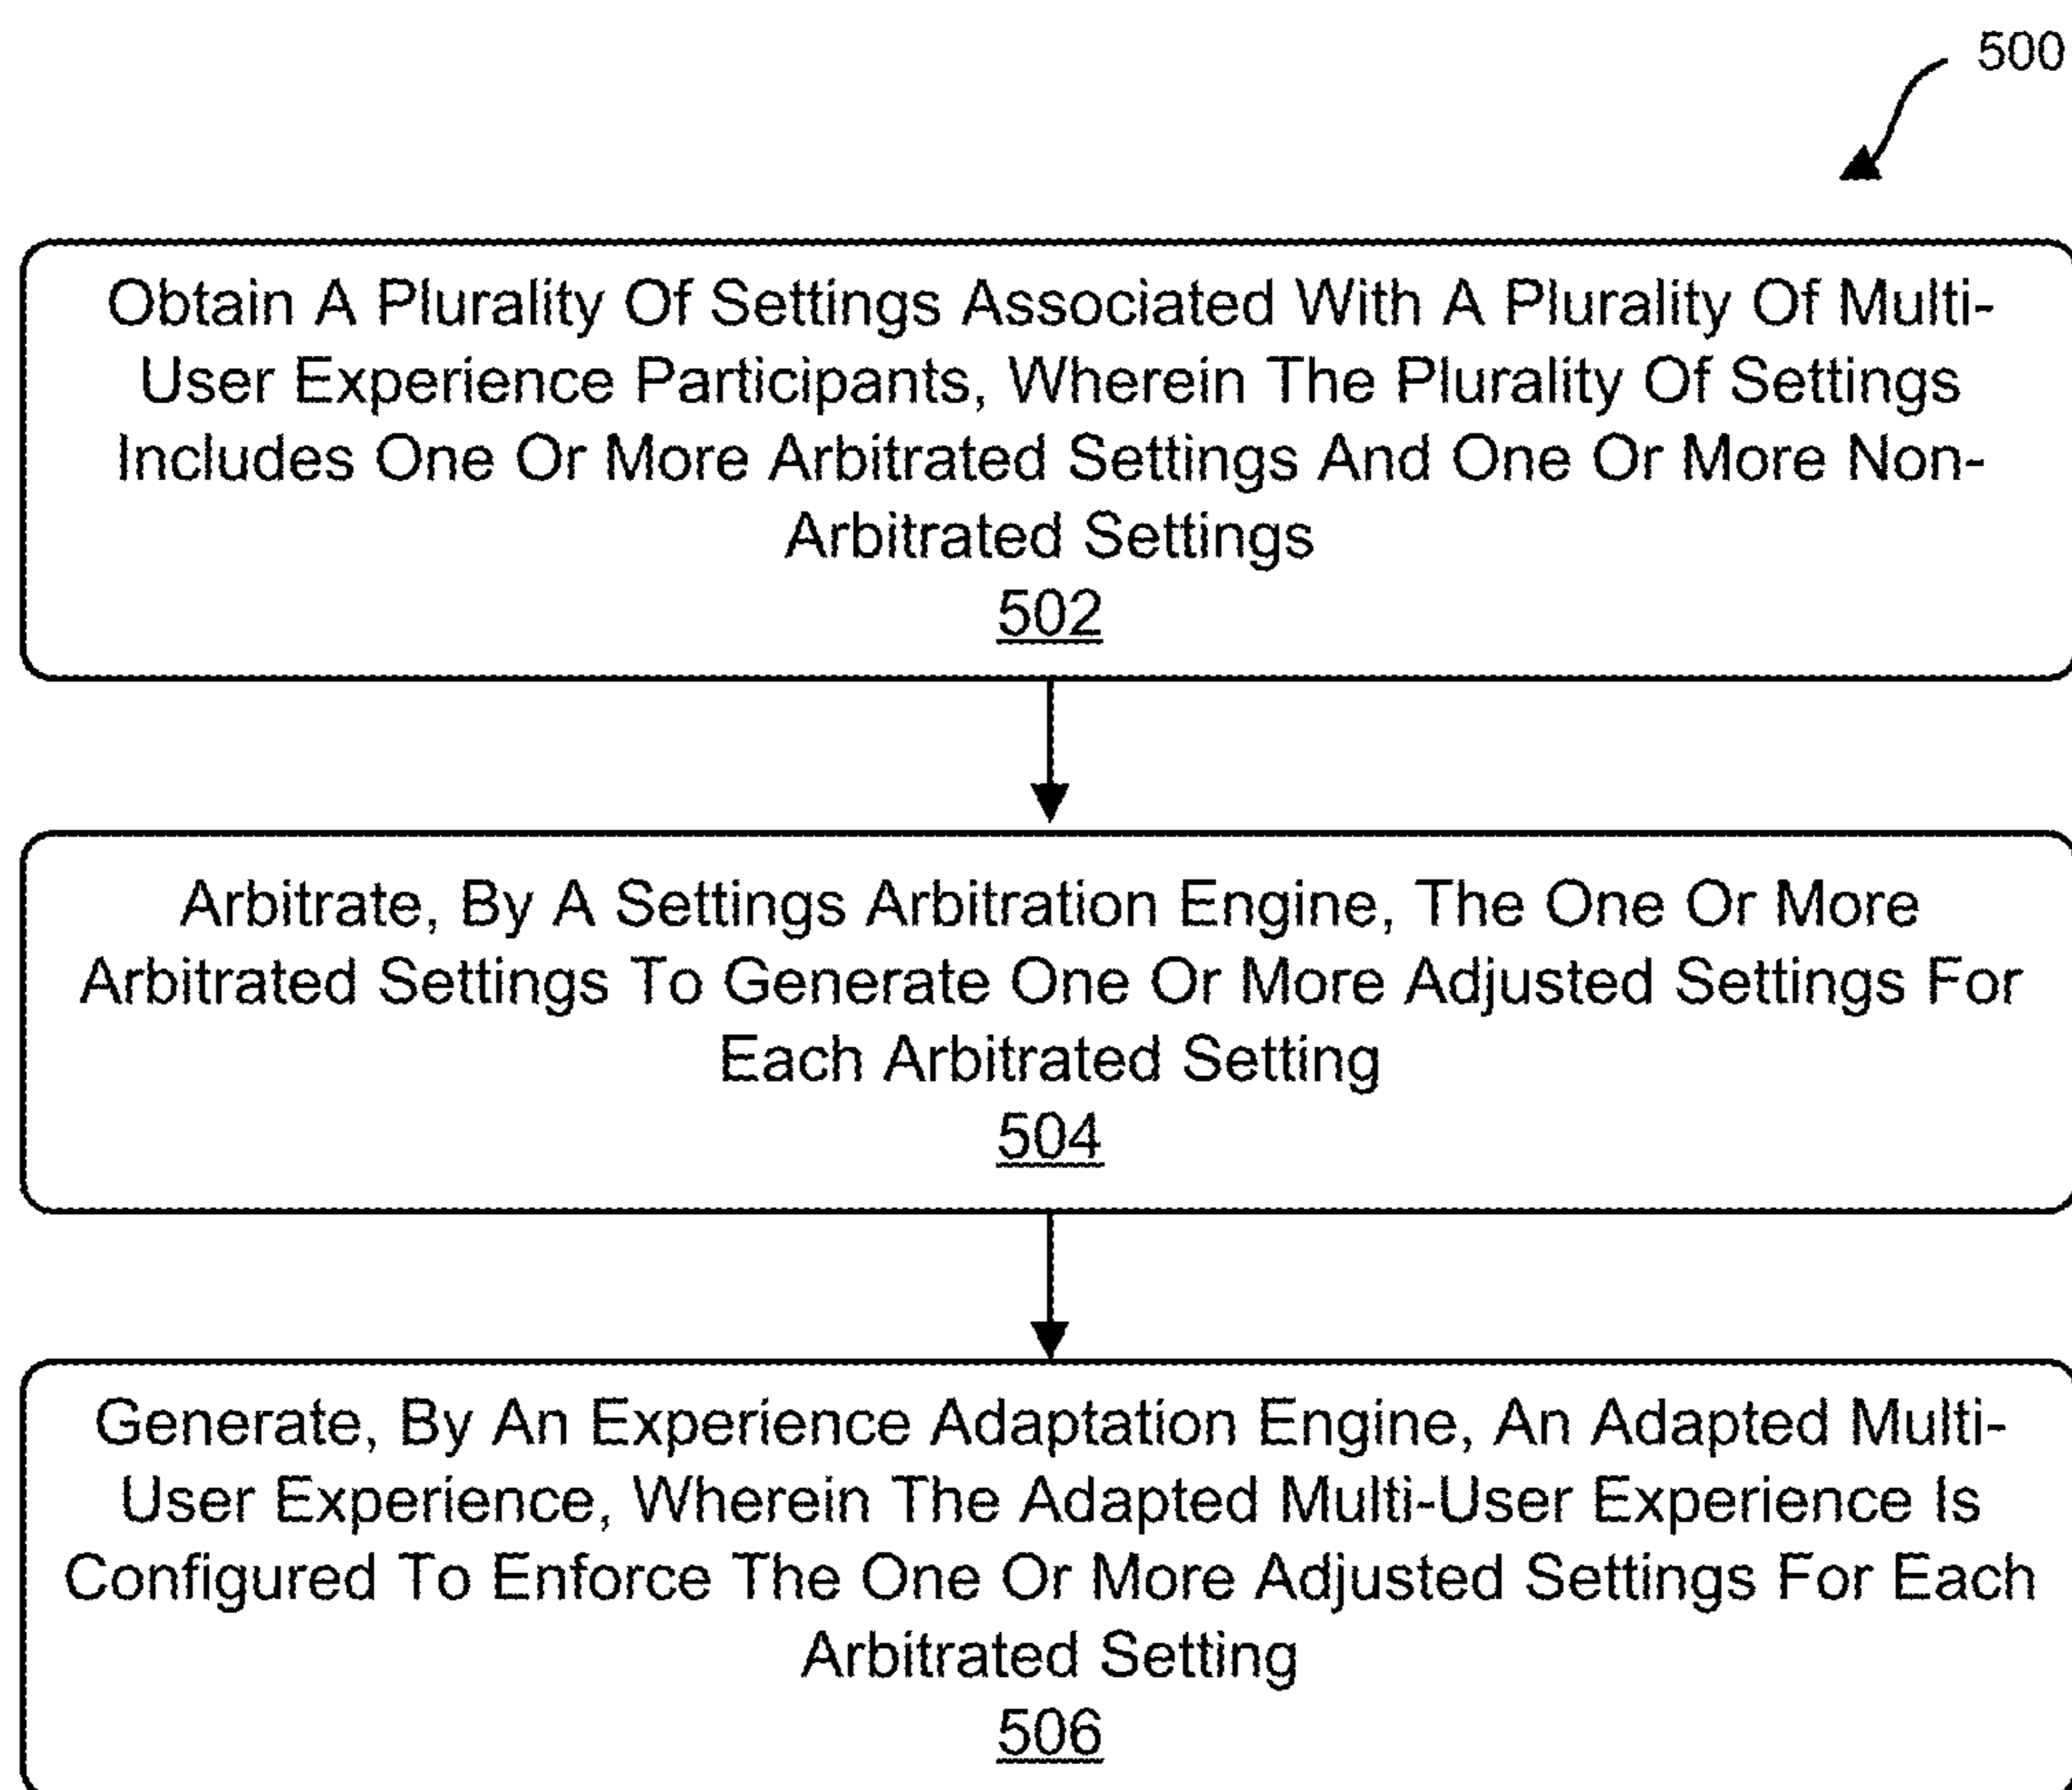 500
Obtain A Plurality Of Settings Associated With A Plurality Of Multi-
User Experience Participants, Wherein The Plurality Of Settings
Includes One Or More Arbitrated Settings And One Or More Non-
Arbitrated Settings
502
Arbitrate, By A Settings Arbitration Engine, The One Or More
Arbitrated Settings To Generate One Or More Adjusted Settings For
Each Arbitrated Setting
504
Generate, By An Experience Adaptation Engine, An Adapted Multi-
User Experience, Wherein The Adapted Multi-User Experience Is
Configured To Enforce The One Or More Adjusted Settings For Each
Arbitrated Setting
506